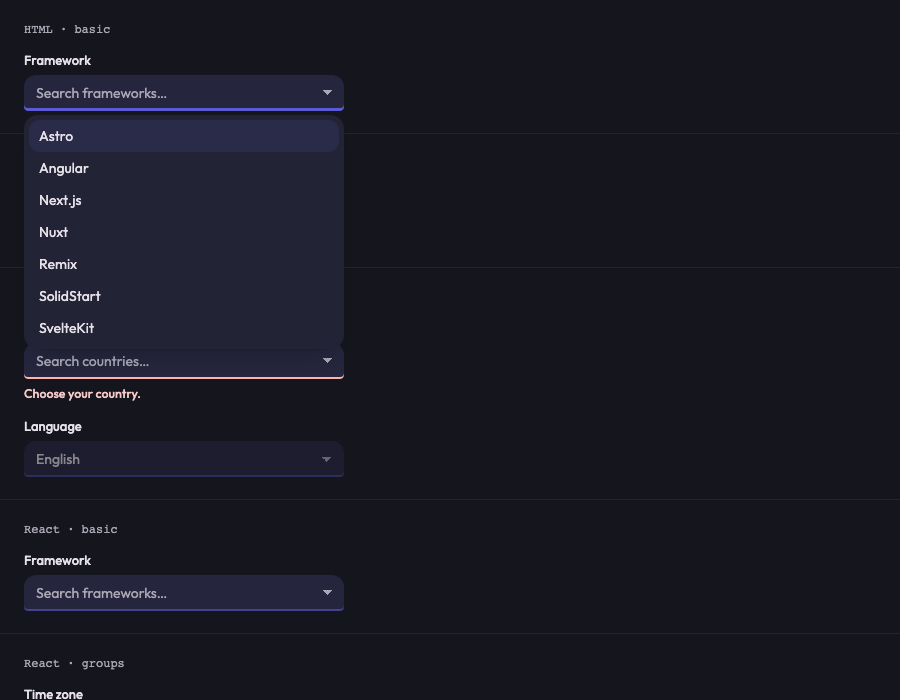 HTML • basic
Framework
Search frameworks…
Astro
Angular
Next.js
Nuxt
Remix
SolidStart
SvelteKit
Search countries…
Choose your country.
Language
English
React • basic
Framework
Search frameworks…
React • groups
Time zone